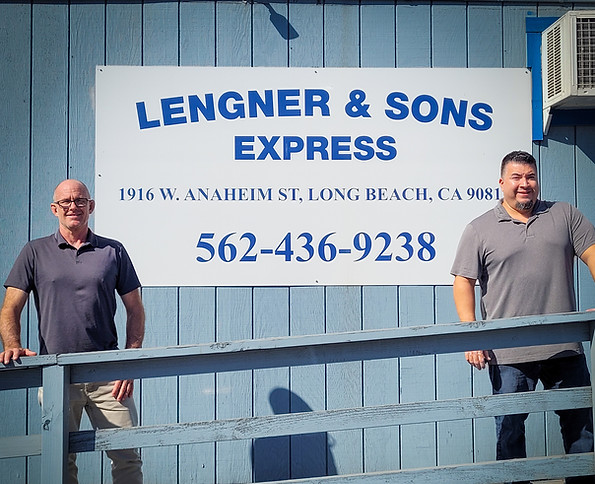 LENGNER & SONS
EXPRESS
1916 W. ANAHEIM ST, LONG BEACH, CA 9081
562-436-9238